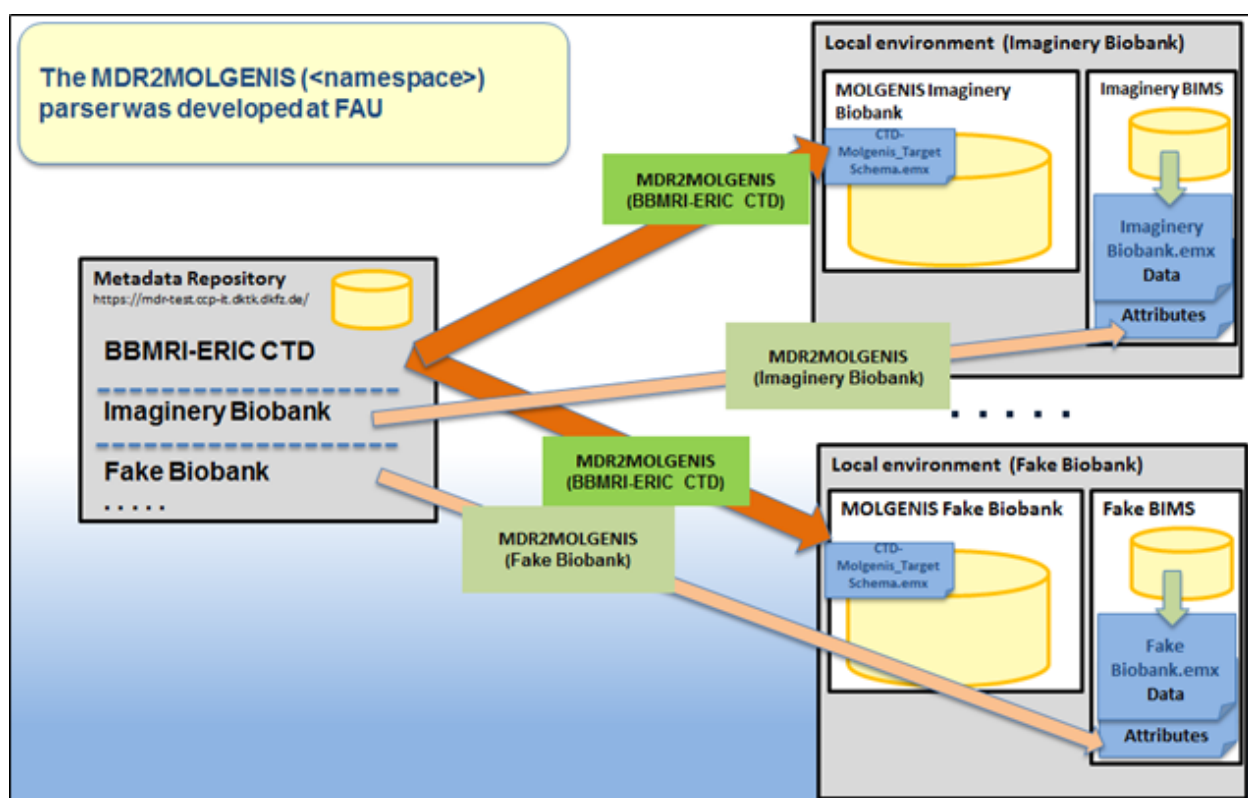 The MDR2MOLGENIS (<namespace>)
parser was developed at FAU
Metadata Repository
https://mdr-test.ccp-it.dktk.dkfz.de/
BBMRI-ERIC CTD
Imaginery Biobank
Fake Biobank
. . . . .
MDR2MOLGENIS
(BBMRI-ERIC CTD)
MDR2MOLGENIS
(Imaginery Biobank)
MDR2MOLGENIS
(BBMRI-ERIC CTD)
MDR2MOLGENIS
(Fake Biobank)
Local environment (Imaginery Biobank)
MOLGENIS Imaginery
Biobank
CTD-
Molgenis_Target
Schema.emx
Imaginery BIMS
Imaginery
Biobank.emx
Data
Attributes
. . . . .
Local environment (Fake Biobank)
MOLGENIS Fake Biobank
CTD-
Molgenis_Target
Schema.emx
Fake BIMS
Fake
Biobank.emx
Data
Attributes